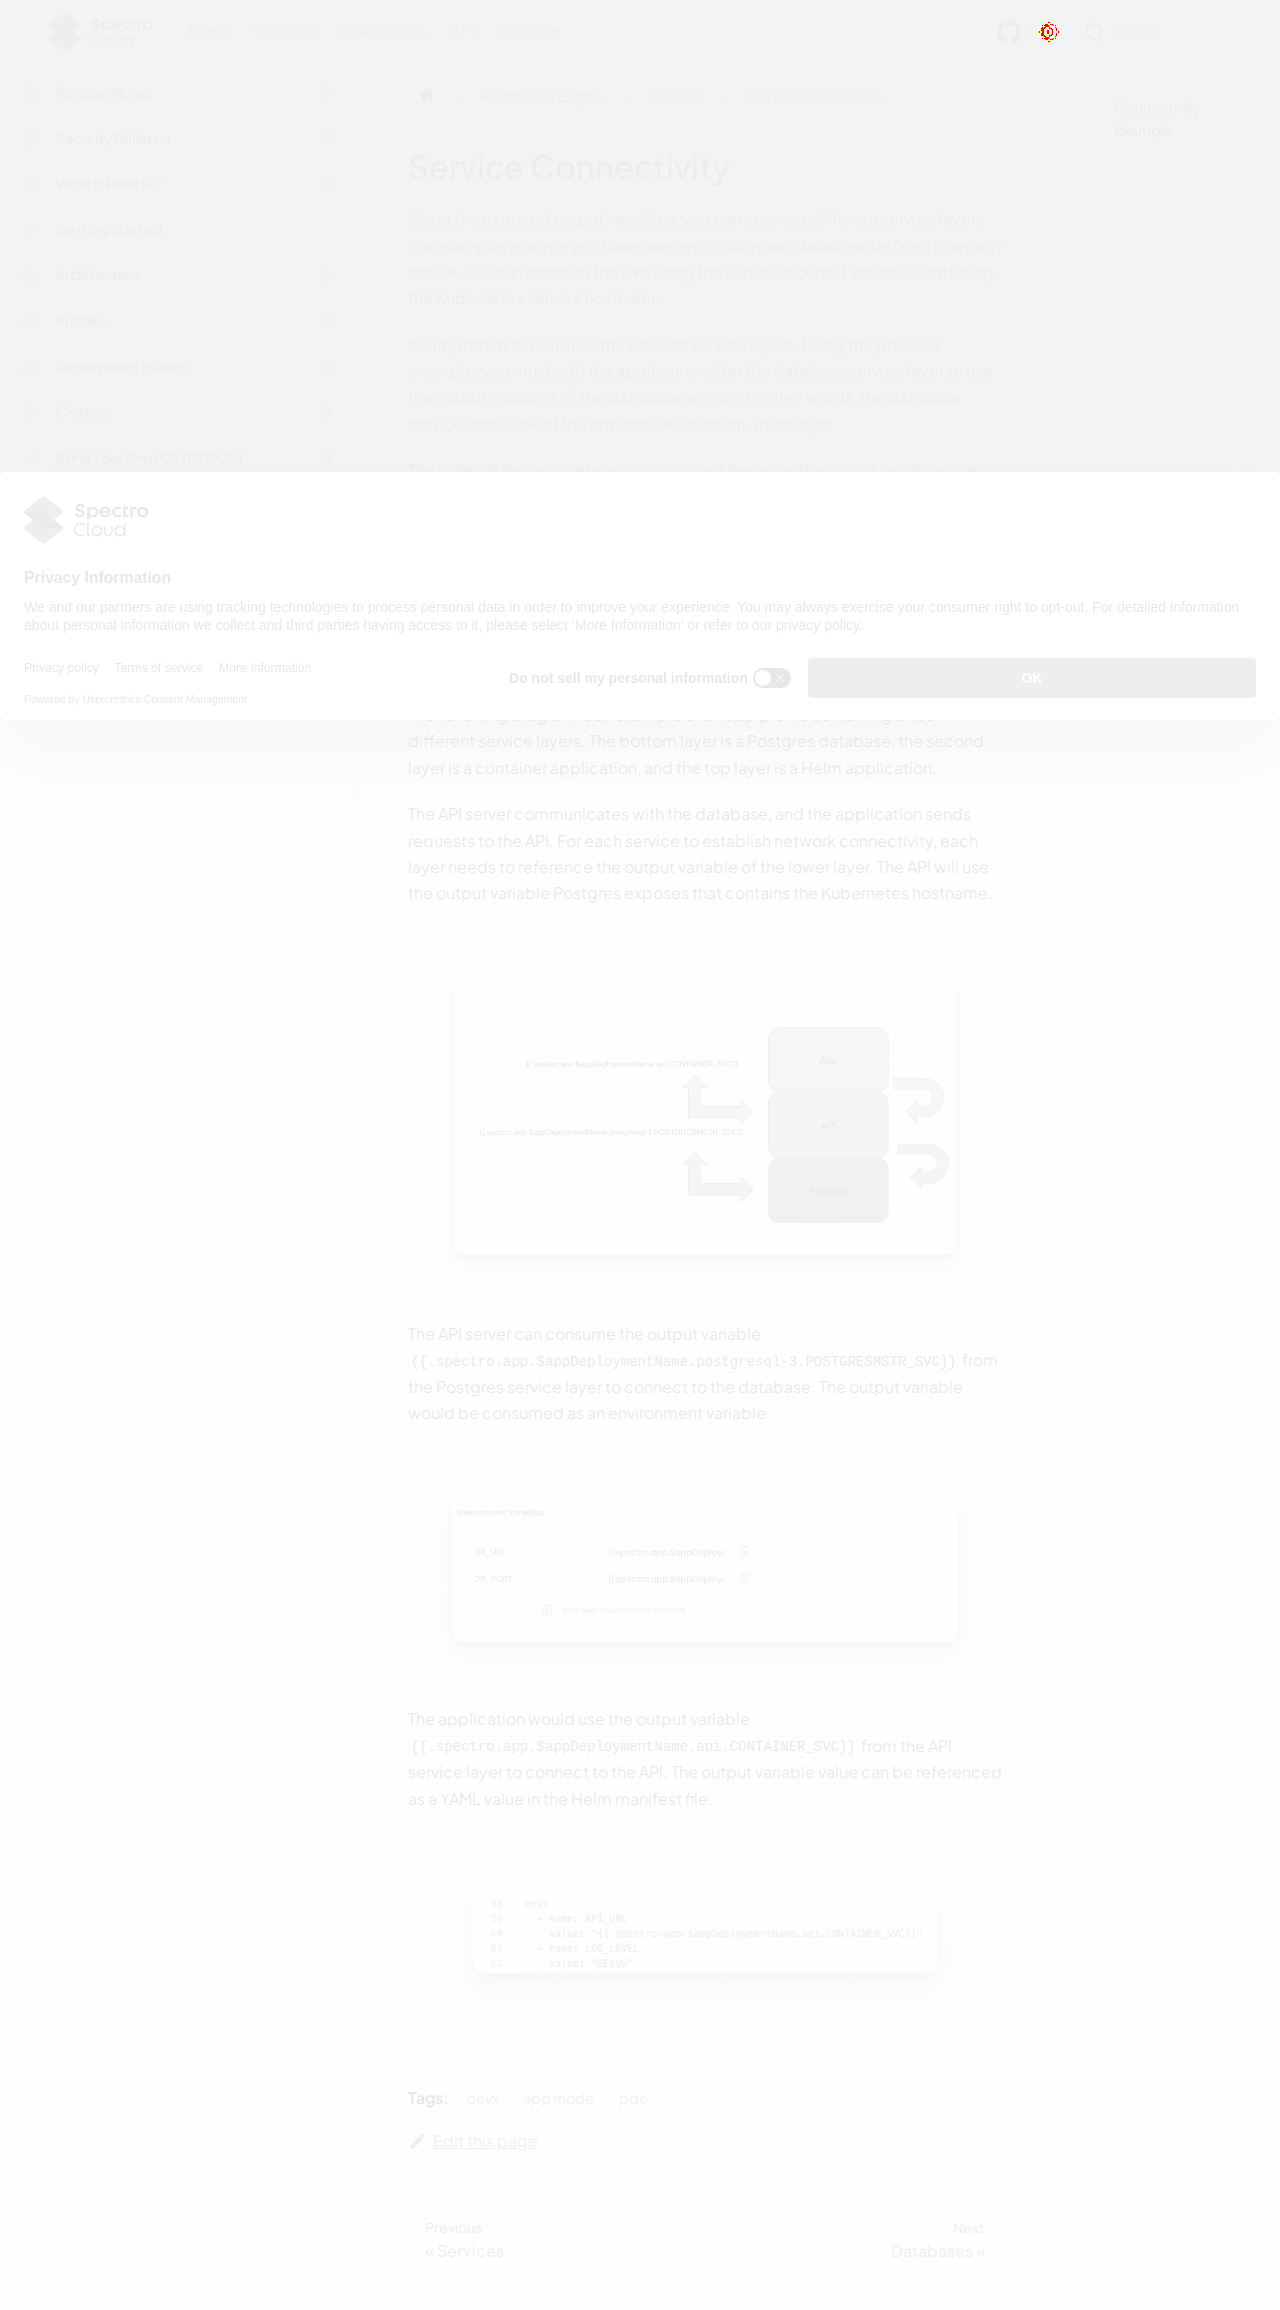 Spectro
Cloud
Docs
Tutorials
Downloads
API
latest
Search
Release Notes
Security Bulletins
What is Palette?
Getting Started
Architecture
Profiles
Deployment Modes
Clusters
Bring Your Own OS (BYOOS)
Palette Dev Engine
Services
Service Connectivity
Connectivity
Example
Service Connectivity
Using the exposed output variables, you can connect different service layers.
For example, assume you have one application and database defined in an app
profile. You can connect the two using the exposed output variable containing
the Kubernetes service hostname.
It's important to consider the order of service layers. Using the previous
example, you must add the application after the database service layer to use
the output variables of the database service. In other words, the database
service should be at the app profile's bottom-most layer.
The order of the service layers is important because the output variables used
Spectro
Cloud
Privacy Information
We and our partners are using tracking technologies to process personal data in order to improve your experience. You may always exercise your consumer right to opt-out. For detailed information
about personal information we collect and third parties having access to it, please select 'More Information' or refer to our privacy policy.
Privacy policy
Terms of service
More Information
Do not sell my personal information
OK
Powered by Usercentrics Consent Management
different service layers. The bottom layer is a Postgres database, the second
layer is a container application, and the top layer is a Helm application.
The API server communicates with the database, and the application sends
requests to the API. For each service to establish network connectivity, each
layer needs to reference the output variable of the lower layer. The API will use
the output variable Postgres exposes that contains the Kubernetes hostname.
{{.spectro.app.$appDeploymentName.api.CONTAINER_SVC}}
App
{{.spectro.app.$appDeploymentName.postgresql-3.POSTGRESMSTR_SVC}}
API
Postgres
The API server can consume the output variable
{{.spectro.app.$appDeploymentName.postgresql-3.POSTGRESMSTR_SVC}} from
the Postgres service layer to connect to the database. The output variable
would be consumed as an environment variable.
Environment Variables
DB_URL
{{.spectro.app.$appDeploy
DB_PORT
{{.spectro.app.$appDeploy
Add New Environment Variable
The application would use the output variable
{{.spectro.app.$appDeploymentName.api.CONTAINER_SVC}} from the API
service layer to connect to the API. The output variable value can be referenced
as a YAML value in the Helm manifest file.
58 env:
59 - name: API_URL
60 value: "{{.spectro.app.$appDeploymentName.api.CONTAINER_SVC}}"
61 - name: LOG_LEVEL
62 value: "DEBUG"
Tags:
devx
app mode
pde
Edit this page
Previous
« Services
Next
Databases »